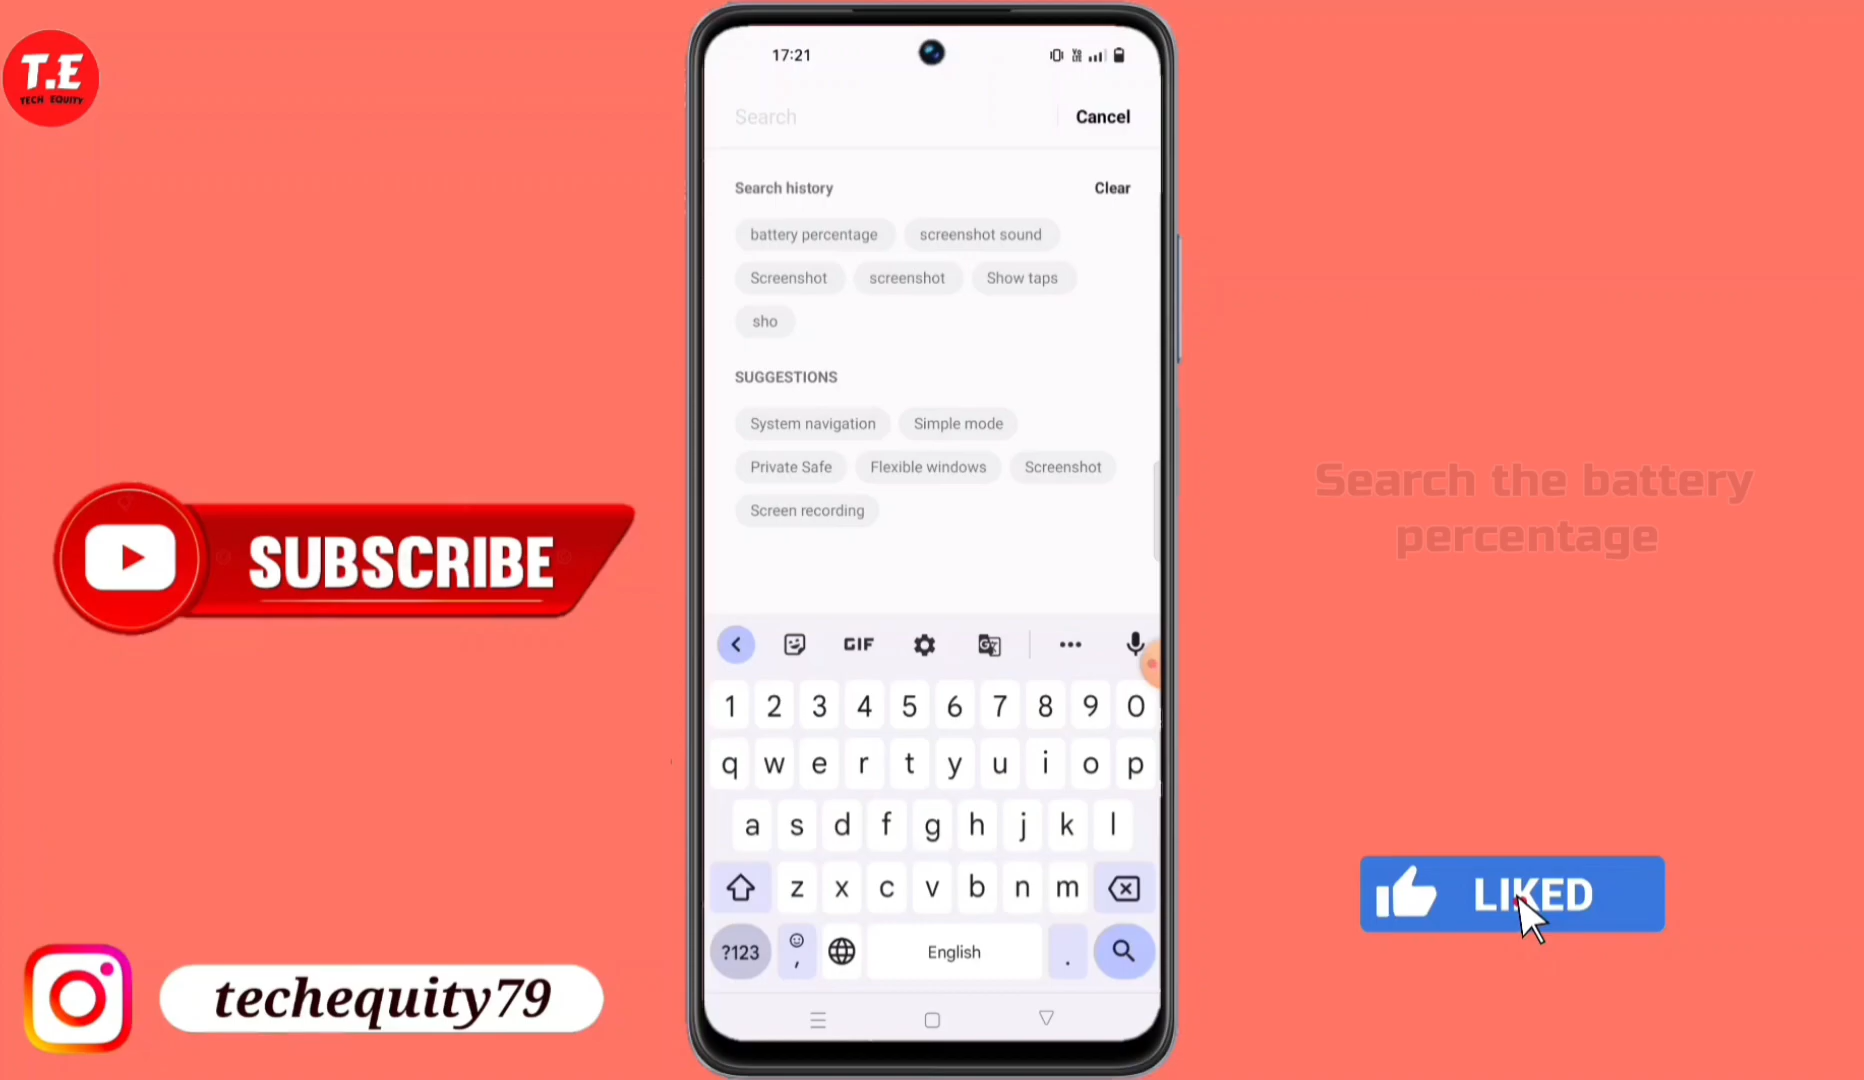 T.E
TECH EQUITY
17:21
Search
Cancel
Search history
Clear
battery percentage
screenshot sound
Screenshot
screenshot
Show taps
sho
SUGGESTIONS
System navigation
Simple mode
Private Safe
Flexible windows
Screenshot
Screen recording
Search the battery
percentage
SUBSCRIBE
GIF
1 2 3 4 5 6 7 8 9 0
q w e r t y u i o p
a s d f g h j k l
z x c v b n m
?123 , English .
LIKED
techequity79